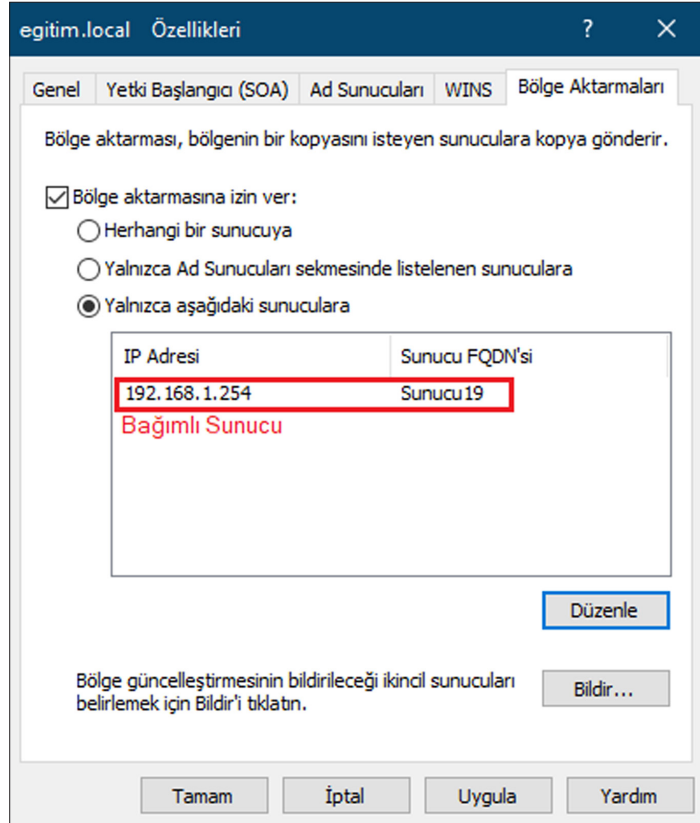 egitim.local Özellikleri ? ✕
Genel Yetki Başlangıcı (SOA) Ad Sunucuları WINS Bölge Aktarmaları
Bölge aktarması, bölgenin bir kopyasını isteyen sunuculara kopya gönderir.
Bölge aktarmasına izin ver:
Herhangi bir sunucuya
Yalnızca Ad Sunucuları sekmesinde listelenen sunuculara
Yalnızca aşağıdaki sunuculara
IP Adresi Sunucu FQDN'si
192.168.1.254 Sunucu19
Bağımlı Sunucu
Düzenle
Bölge güncelleştirmesinin bildirileceği ikincil sunucuları
belirlemek için Bildir'i tıklatın.
Bildir...
Tamam İptal Uygula Yardım